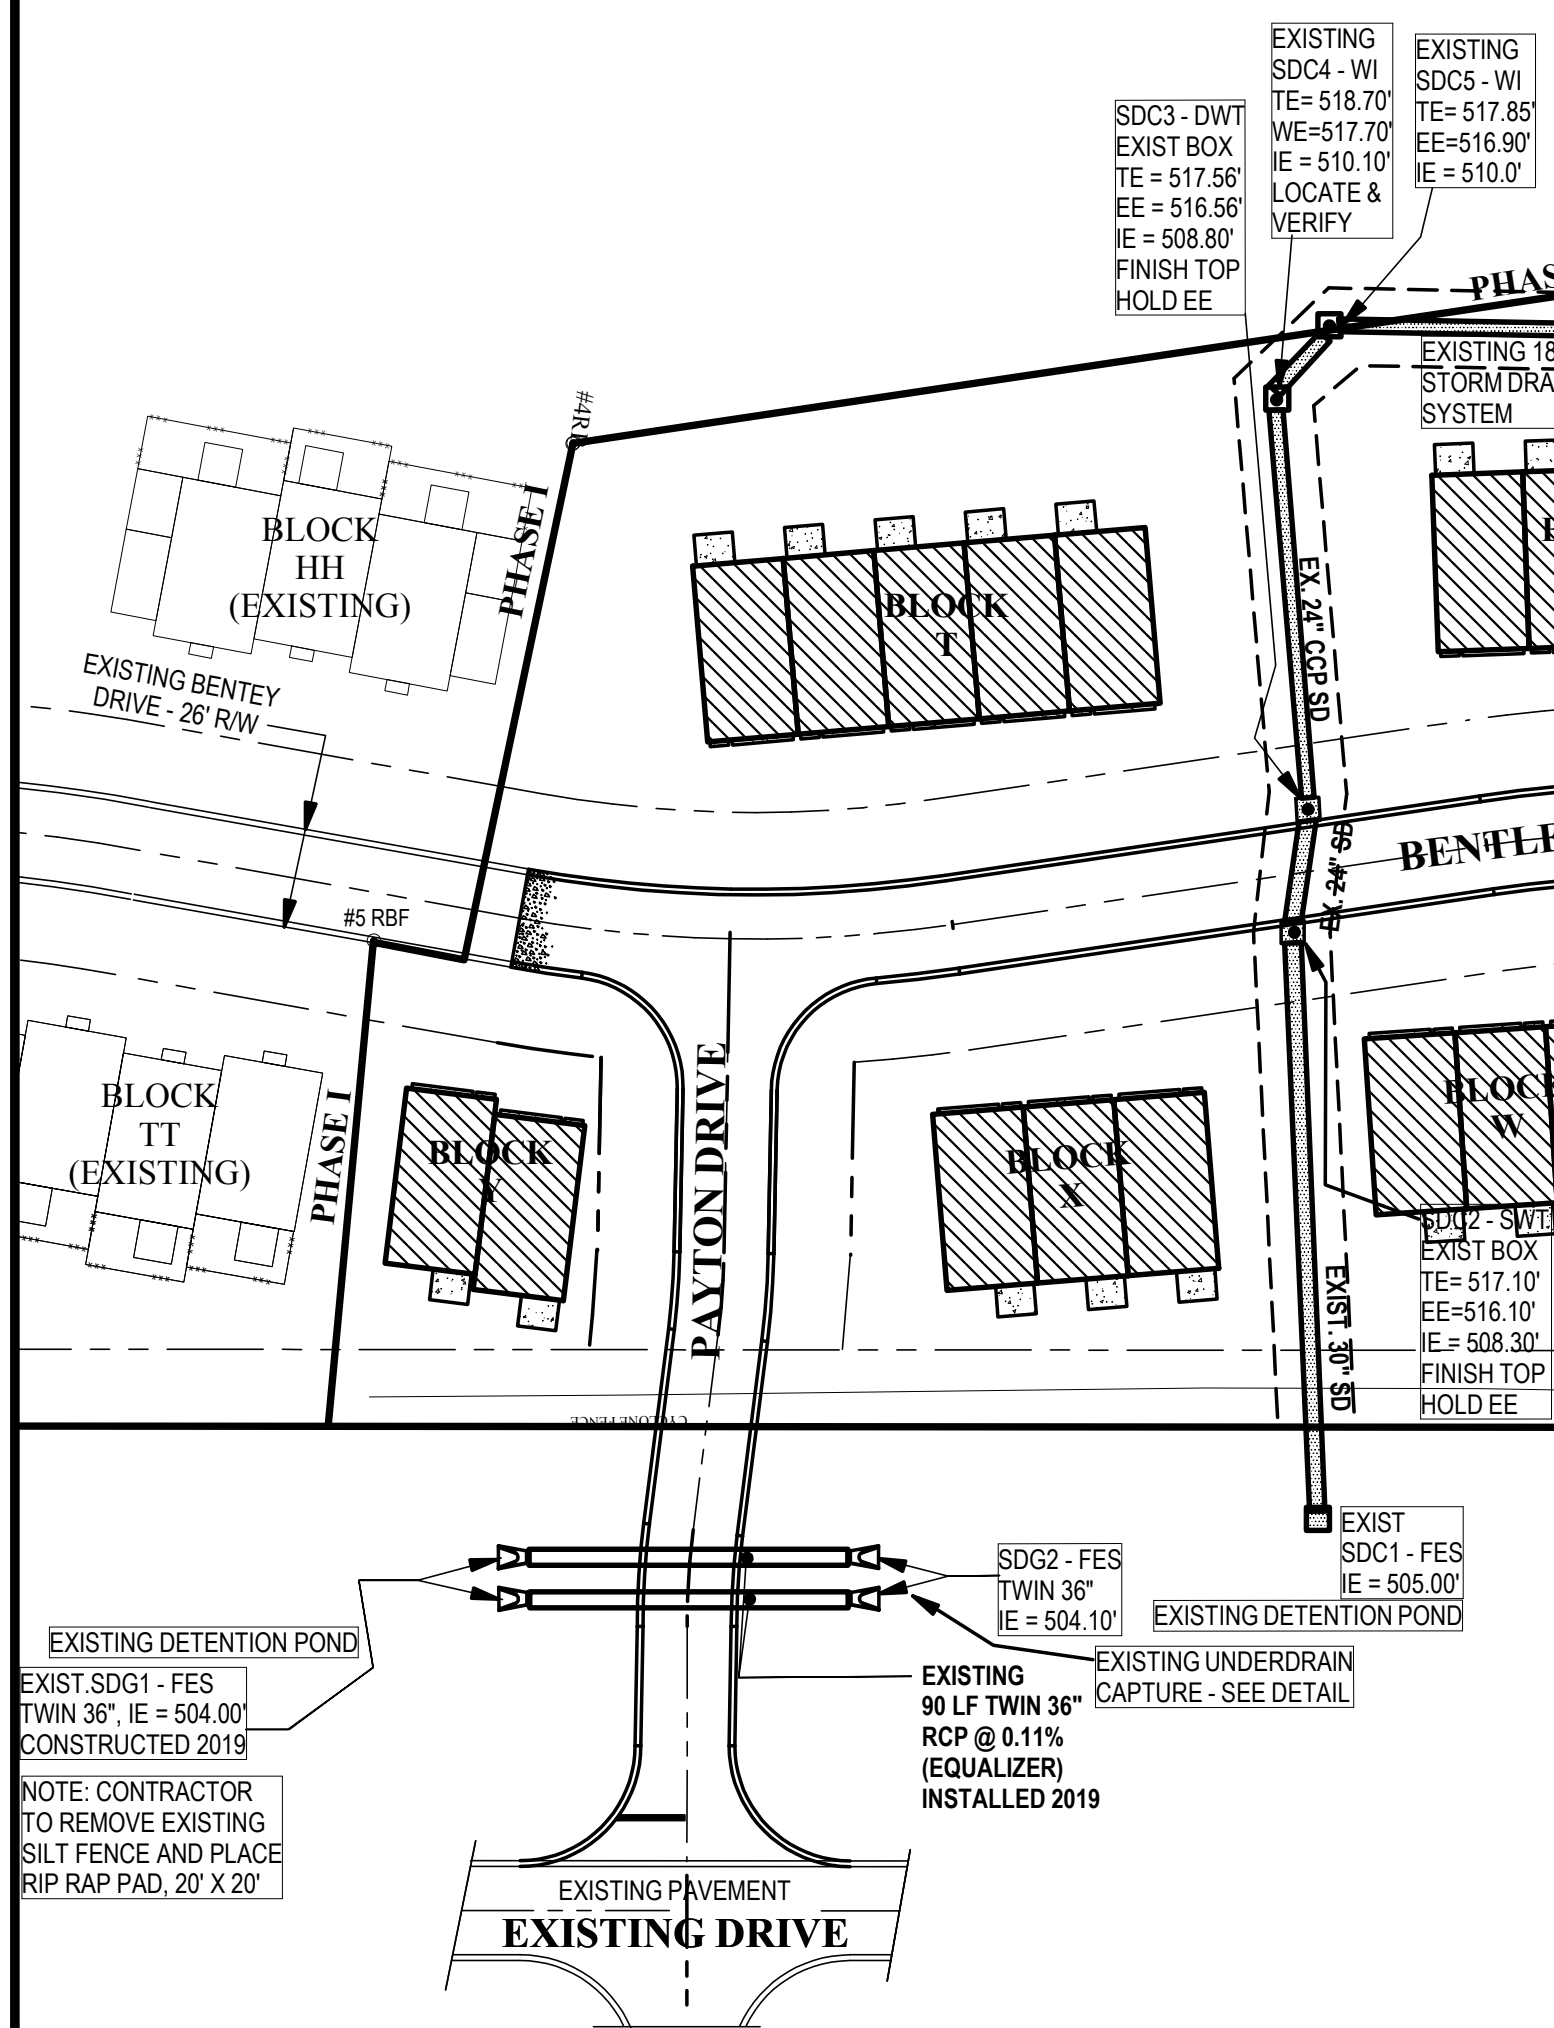 EXISTING
SDC4 - WI
TE= 518.70'
WE=517.70'
IE = 510.10'
LOCATE &
VERIFY
EXISTING
SDC5 - WI
TE= 517.85'
EE=516.90'
IE = 510.0'
SDC3 - DWT
EXIST BOX
TE = 517.56'
EE = 516.56'
IE = 508.80'
FINISH TOP
HOLD EE
PHAS
EXISTING 18
STORM DRA
SYSTEM
#4R
PHASE I
BLOCK
HH
(EXISTING)
BLOCK
T
EX. 24" CCP SD
EXISTING BENTEY
DRIVE - 26' R/W
#5 RBF
EX. 24" SD
BENTLE
BLOCK
TT
(EXISTING)
PHASE I
BLOCK
Y
PAYTON DRIVE
BLOCK
X
BLOCK
W
SDC2 - SWT
EXIST BOX
TE= 517.10'
EE=516.10'
IE = 508.30'
FINISH TOP
HOLD EE
EXIST. 30" SD
CYCLONE FENCE
EXIST
SDC1 - FES
IE = 505.00'
SDG2 - FES
TWIN 36"
IE = 504.10'
EXISTING DETENTION POND
EXISTING DETENTION POND
EXIST.SDG1 - FES
TWIN 36", IE = 504.00'
CONSTRUCTED 2019
EXISTING UNDERDRAIN
CAPTURE - SEE DETAIL
EXISTING
90 LF TWIN 36"
RCP @ 0.11%
(EQUALIZER)
INSTALLED 2019
NOTE: CONTRACTOR
TO REMOVE EXISTING
SILT FENCE AND PLACE
RIP RAP PAD, 20' X 20'
EXISTING PAVEMENT
EXISTING DRIVE